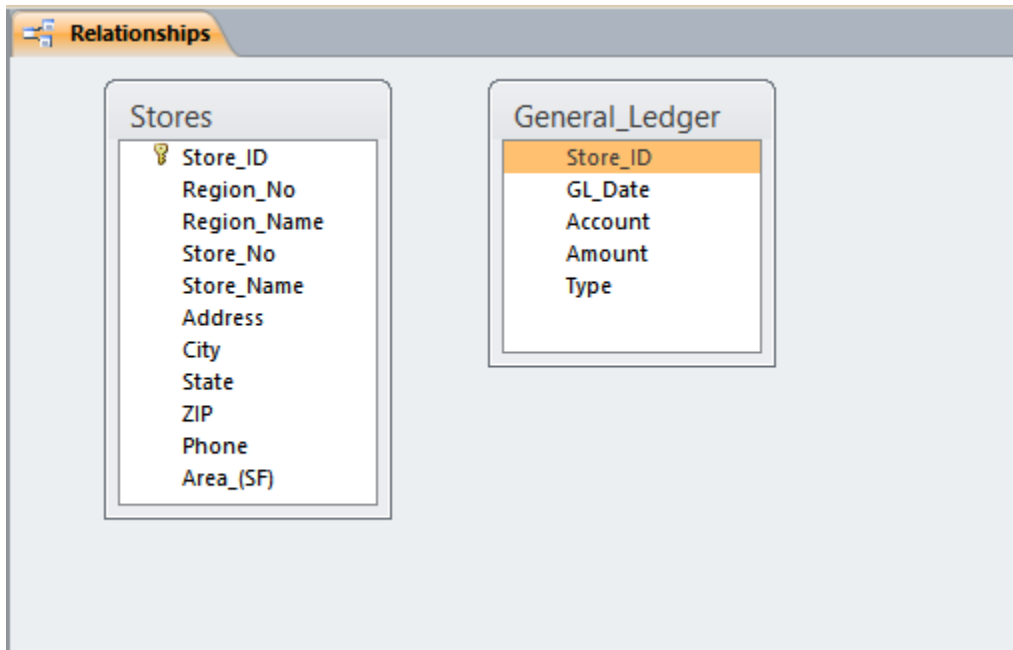 Relationships
Stores
Store_ID
Region_No
Region_Name
Store_No
Store_Name
Address
City
State
ZIP
Phone
Area_(SF)
General_Ledger
Store_ID
GL_Date
Account
Amount
Type